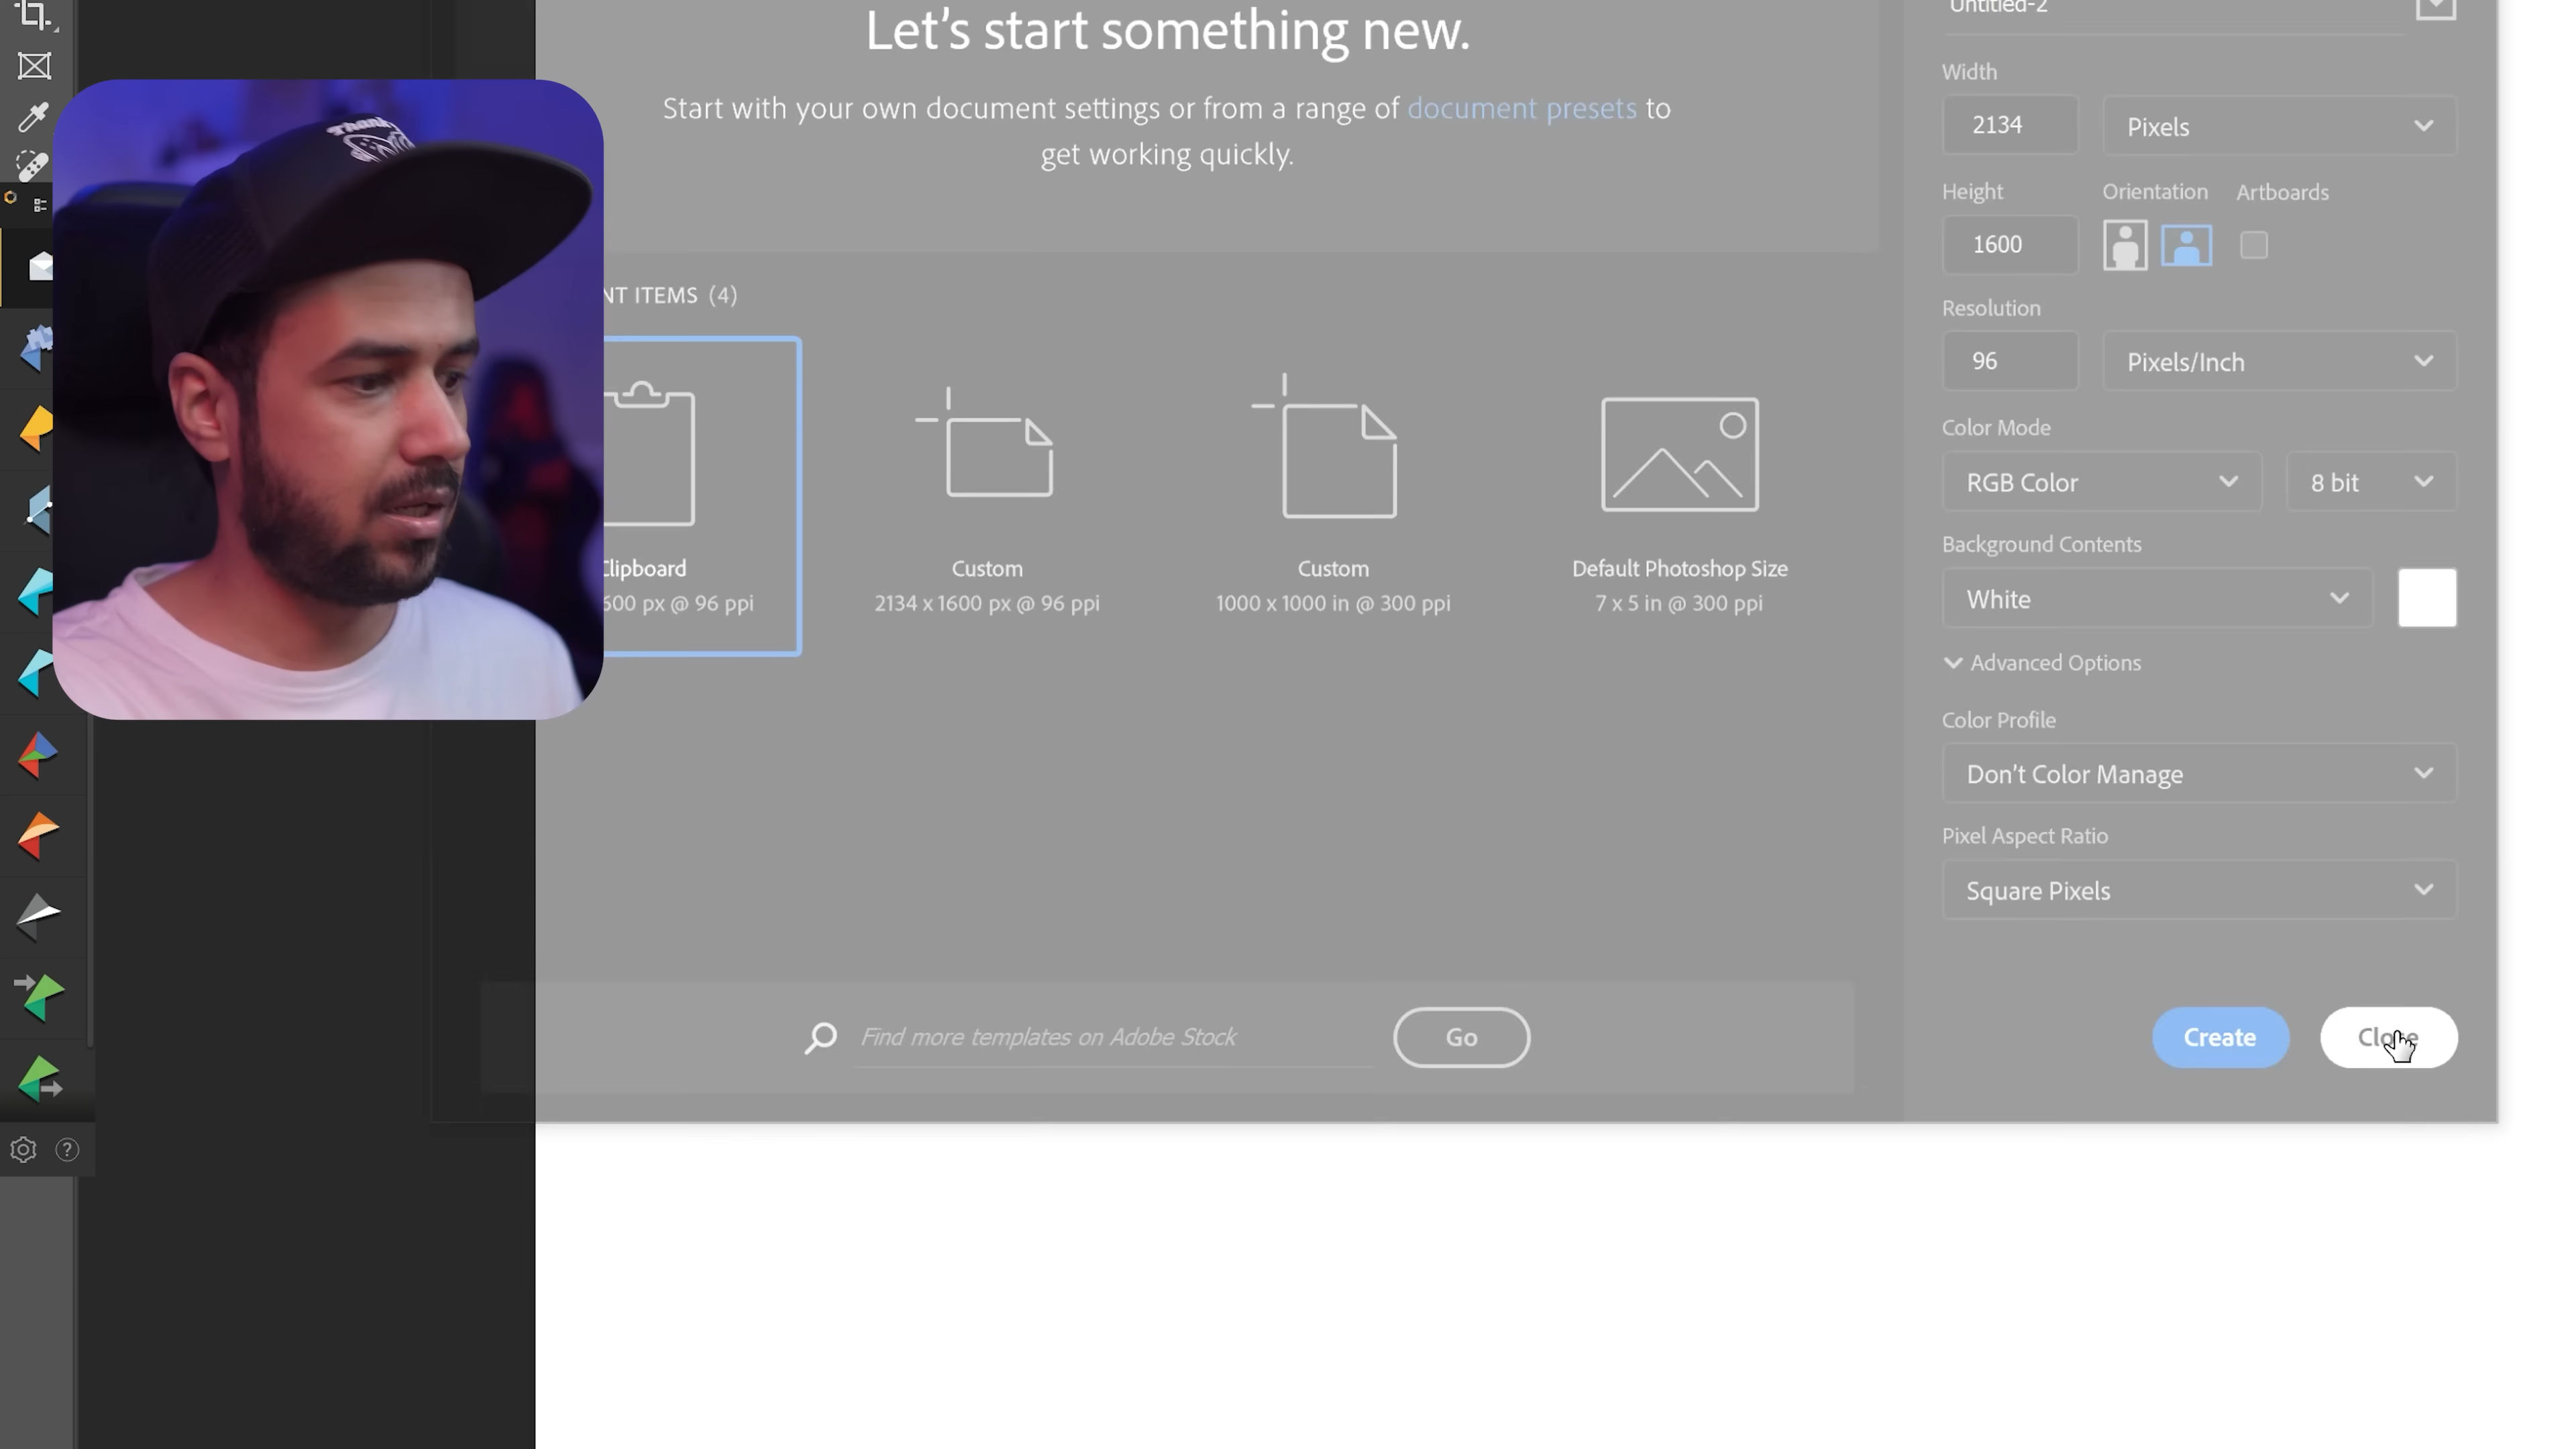 Let's start something new.
Start with your own document settings or from a range of document presets to
get working quickly.
Untitled-2
Width
2134
Pixels
Height
Orientation
Artboards
1600
Resolution
96
Pixels/Inch
Color Mode
RGB Color
8 bit
Background Contents
White
Advanced Options
Color Profile
Don't Color Manage
Pixel Aspect Ratio
Square Pixels
Create
Close
NT ITEMS (4)
Clipboard
600 px @ 96 ppi
Custom
2134 x 1600 px @ 96 ppi
Custom
1000 x 1000 in @ 300 ppi
Default Photoshop Size
7 x 5 in @ 300 ppi
Find more templates on Adobe Stock
Go
?
Thank